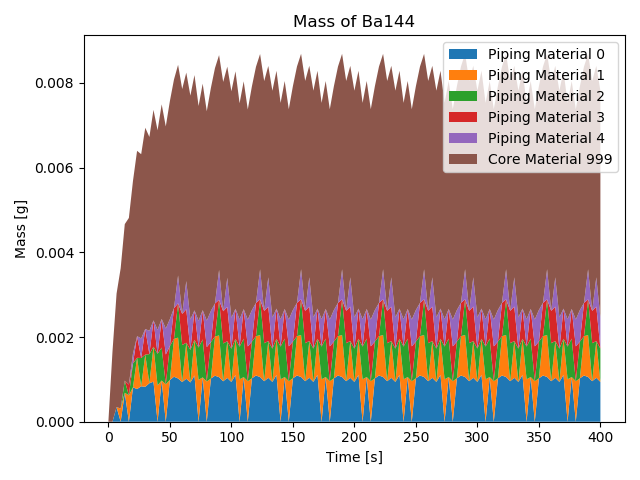 Mass of Ba144
Piping Material 0
Piping Material 1
Piping Material 2
Piping Material 3
Piping Material 4
Core Material 999
Mass [g]
0.008
0.006
0.004
0.002
0.000
0 50 100 150 200 250 300 350 400
Time [s]